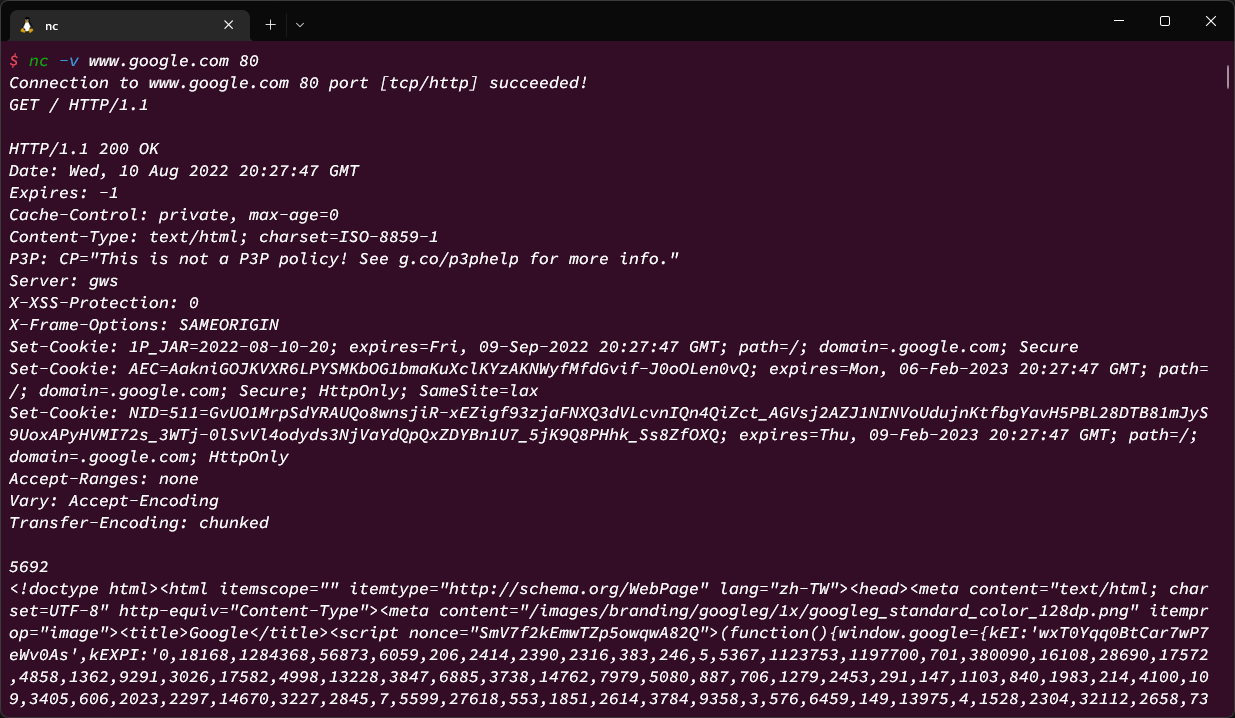 nc
$ nc -v www.google.com 80
Connection to www.google.com 80 port [tcp/http] succeeded!
GET / HTTP/1.1
HTTP/1.1 200 OK
Date: Wed, 10 Aug 2022 20:27:47 GMT
Expires: -1
Cache-Control: private, max-age=0
Content-Type: text/html; charset=ISO-8859-1
P3P: CP="This is not a P3P policy! See g.co/p3phelp for more info."
Server: gws
X-XSS-Protection: 0
X-Frame-Options: SAMEORIGIN
Set-Cookie: 1P_JAR=2022-08-10-20; expires=Fri, 09-Sep-2022 20:27:47 GMT; path=/; domain=.google.com; Secure
Set-Cookie: AEC=AakniGOJKVXR6LPYSMKbOG1bmaKuXclKYzAKNWyfMfdGvif-J0oOLen0vQ; expires=Mon, 06-Feb-2023 20:27:47 GMT; path=
/; domain=.google.com; Secure; HttpOnly; SameSite=lax
Set-Cookie: NID=511=GvUO1MrpSdYRAUQo8wnsjiR-xEZigf93zjaFNXQ3dVLcvnIQn4QiZct_AGVsj2AZJ1NINVoUdujnKtfbgYavH5PBL28DTB81mJyS
9UoxAPyHVMI72s_3WTj-0lSvVl4odyds3NjVaYdQpQxZDYBn1U7_5jK9Q8PHhk_Ss8ZfOXQ; expires=Thu, 09-Feb-2023 20:27:47 GMT; path=/;
domain=.google.com; HttpOnly
Accept-Ranges: none
Vary: Accept-Encoding
Transfer-Encoding: chunked
5692
<!doctype html><html itemscope="" itemtype="http://schema.org/WebPage" lang="zh-TW"><head><meta content="text/html; char
set=UTF-8" http-equiv="Content-Type"><meta content="/images/branding/googleg/1x/googleg_standard_color_128dp.png" itempr
op="image"><title>Google</title><script nonce="SmV7f2kEmwTZp5owqwA82Q">(function(){window.google={kEI:'wxT0Yqq0BtCar7wP7
eWv0As',kEXPI:'0,18168,1284368,56873,6059,206,2414,2390,2316,383,246,5,5367,1123753,1197700,701,380090,16108,28690,17572
,4858,1362,9291,3026,17582,4998,13228,3847,6885,3738,14762,7979,5080,887,706,1279,2453,291,147,1103,840,1983,214,4100,10
9,3405,606,2023,2297,14670,3227,2845,7,5599,27618,553,1851,2614,3784,9358,3,576,6459,149,13975,4,1528,2304,32112,2658,73